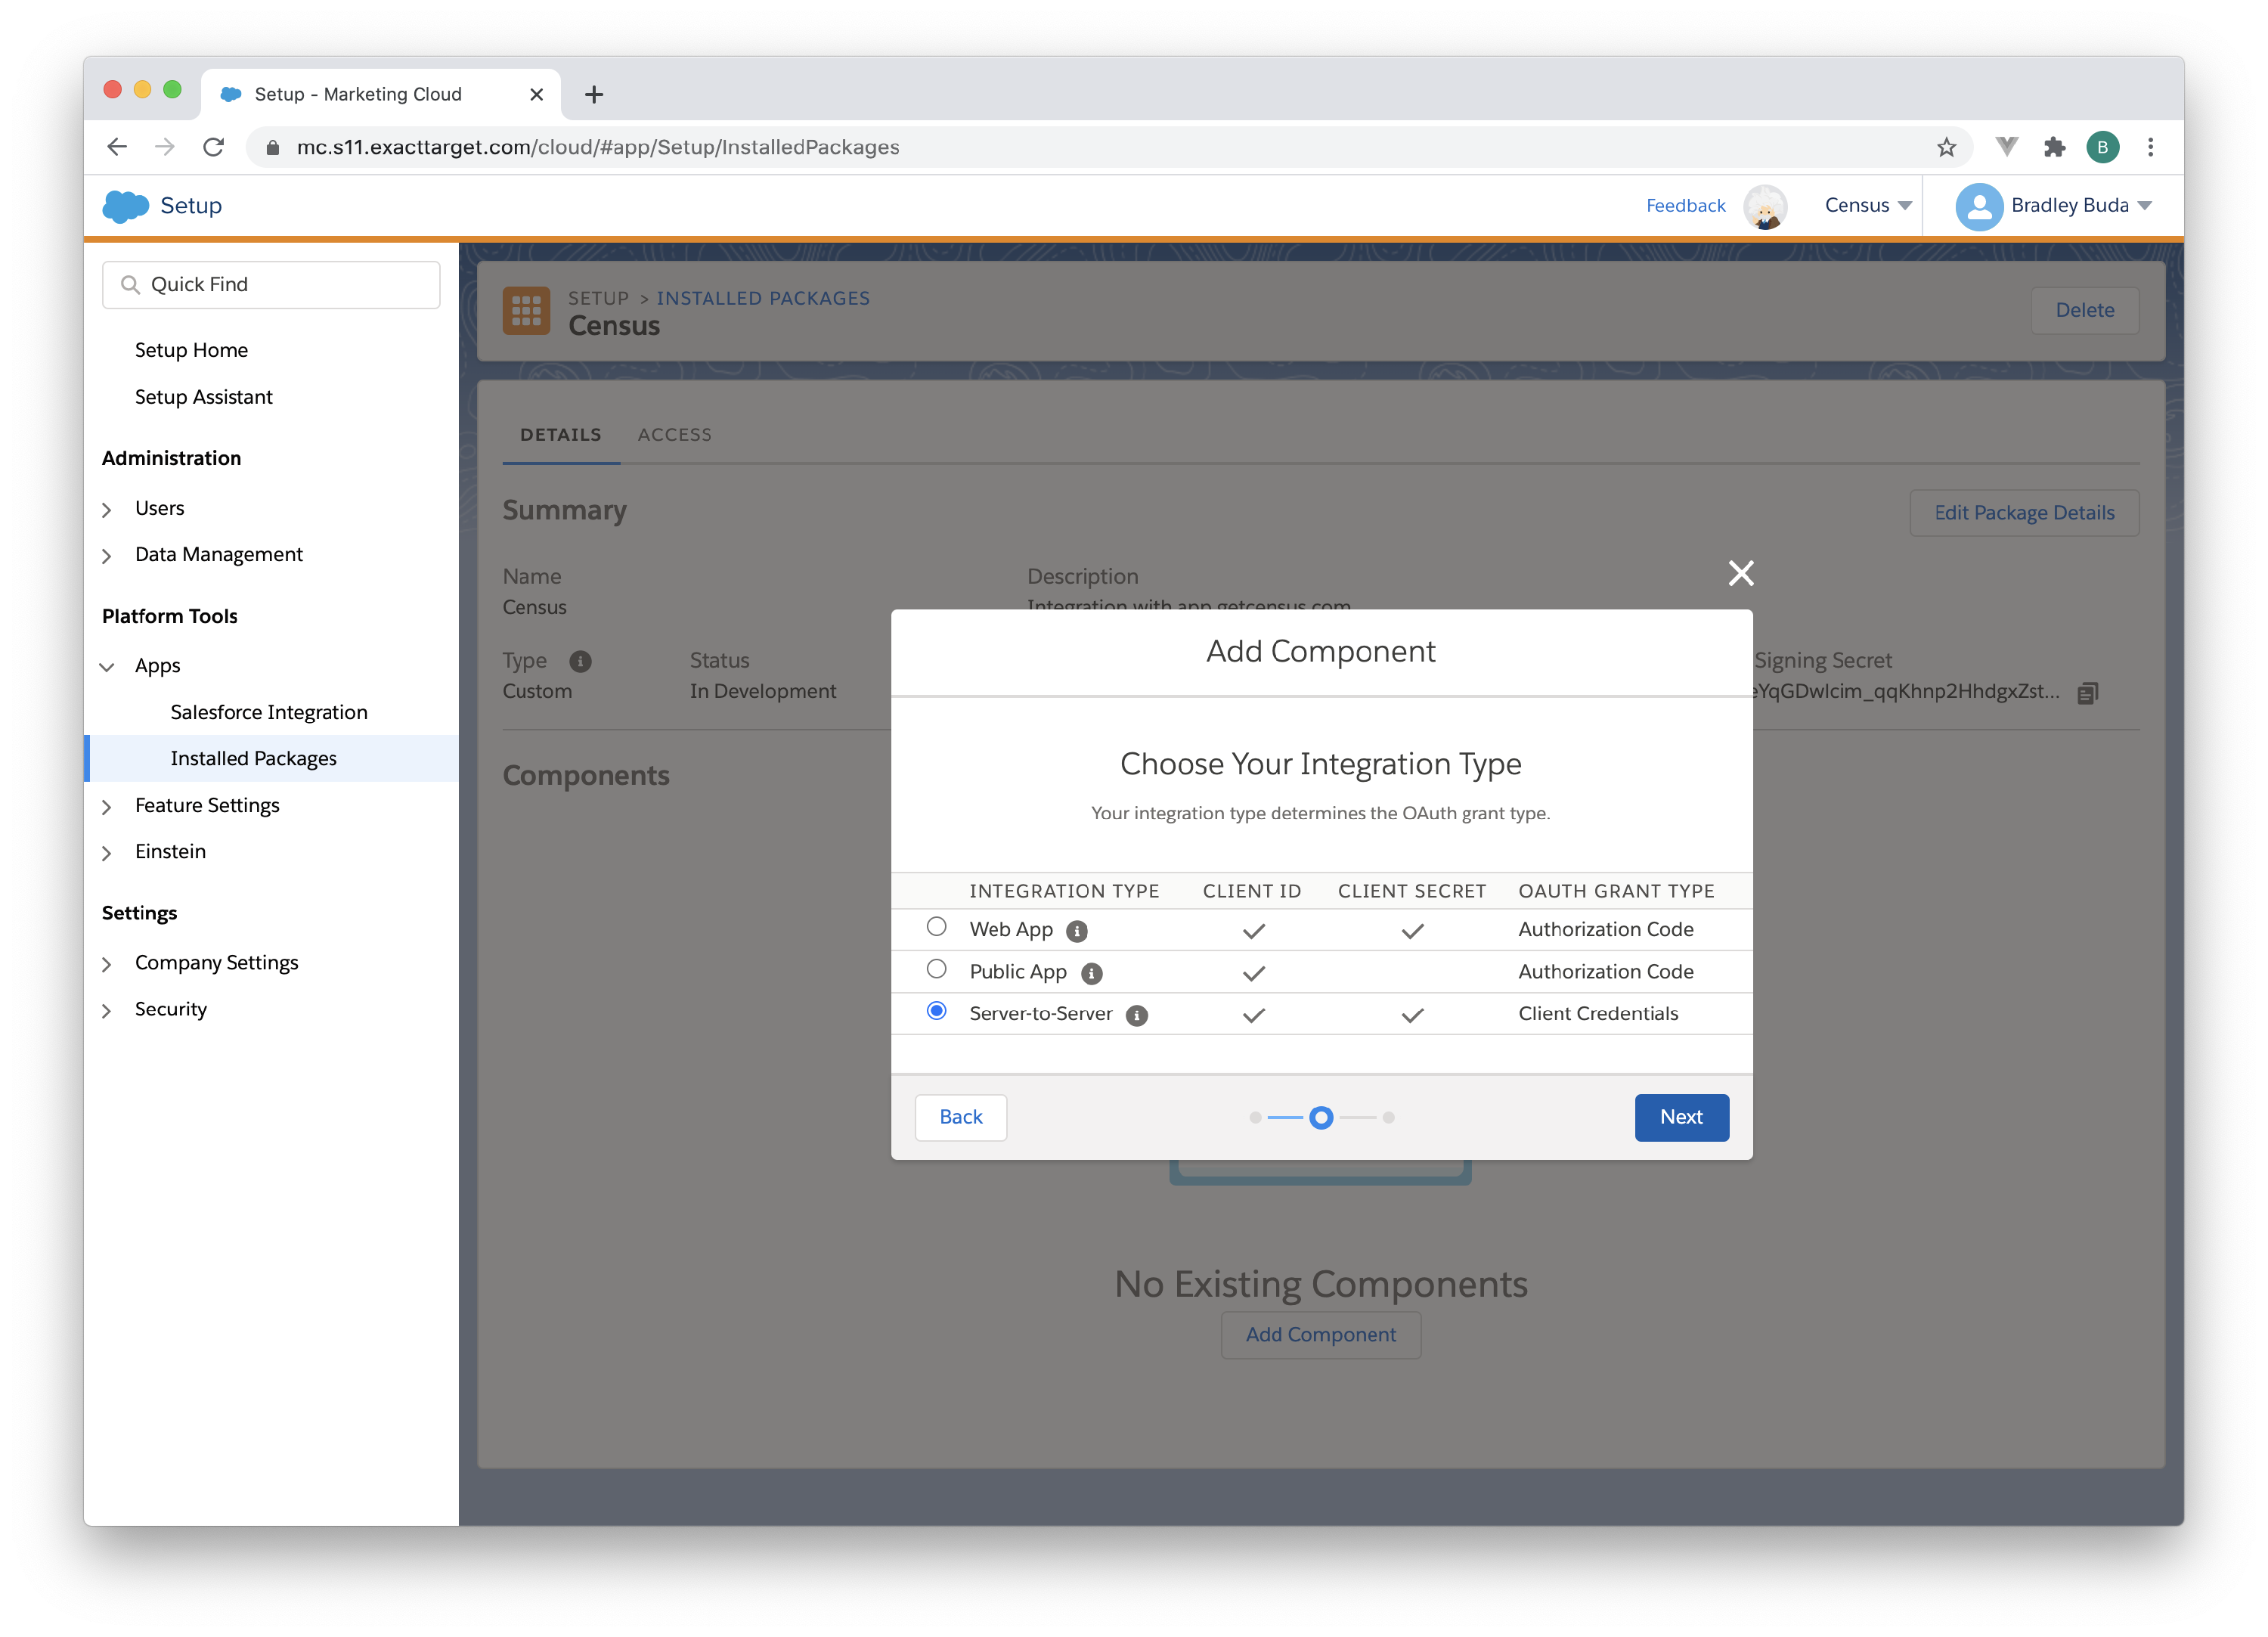 Setup - Marketing Cloud
mc.s11.exacttarget.com/cloud/#app/Setup/InstalledPackages
B
Setup
Feedback
Census
Bradley Buda
Quick Find
Setup Home
Setup Assistant
Administration
Users
Data Management
Platform Tools
Apps
Salesforce Integration
Installed Packages
Feature Settings
Einstein
Settings
Company Settings
Security
SETUP > INSTALLED PACKAGES
Census
Delete
DETAILS ACCESS
Summary
Edit Package Details
Name
Census
Description
Integration with app.getcensus.com
Type
Custom
Status
In Development
Signing Secret
eYqGDwlcim_qqKhnp2HhdgxZst...
Components
Add Component
Choose Your Integration Type
Your integration type determines the OAuth grant type.
INTEGRATION TYPE CLIENT ID CLIENT SECRET OAUTH GRANT TYPE
Web App Authorization Code
Public App Authorization Code
Server-to-Server Client Credentials
Back
Next
No Existing Components
Add Component